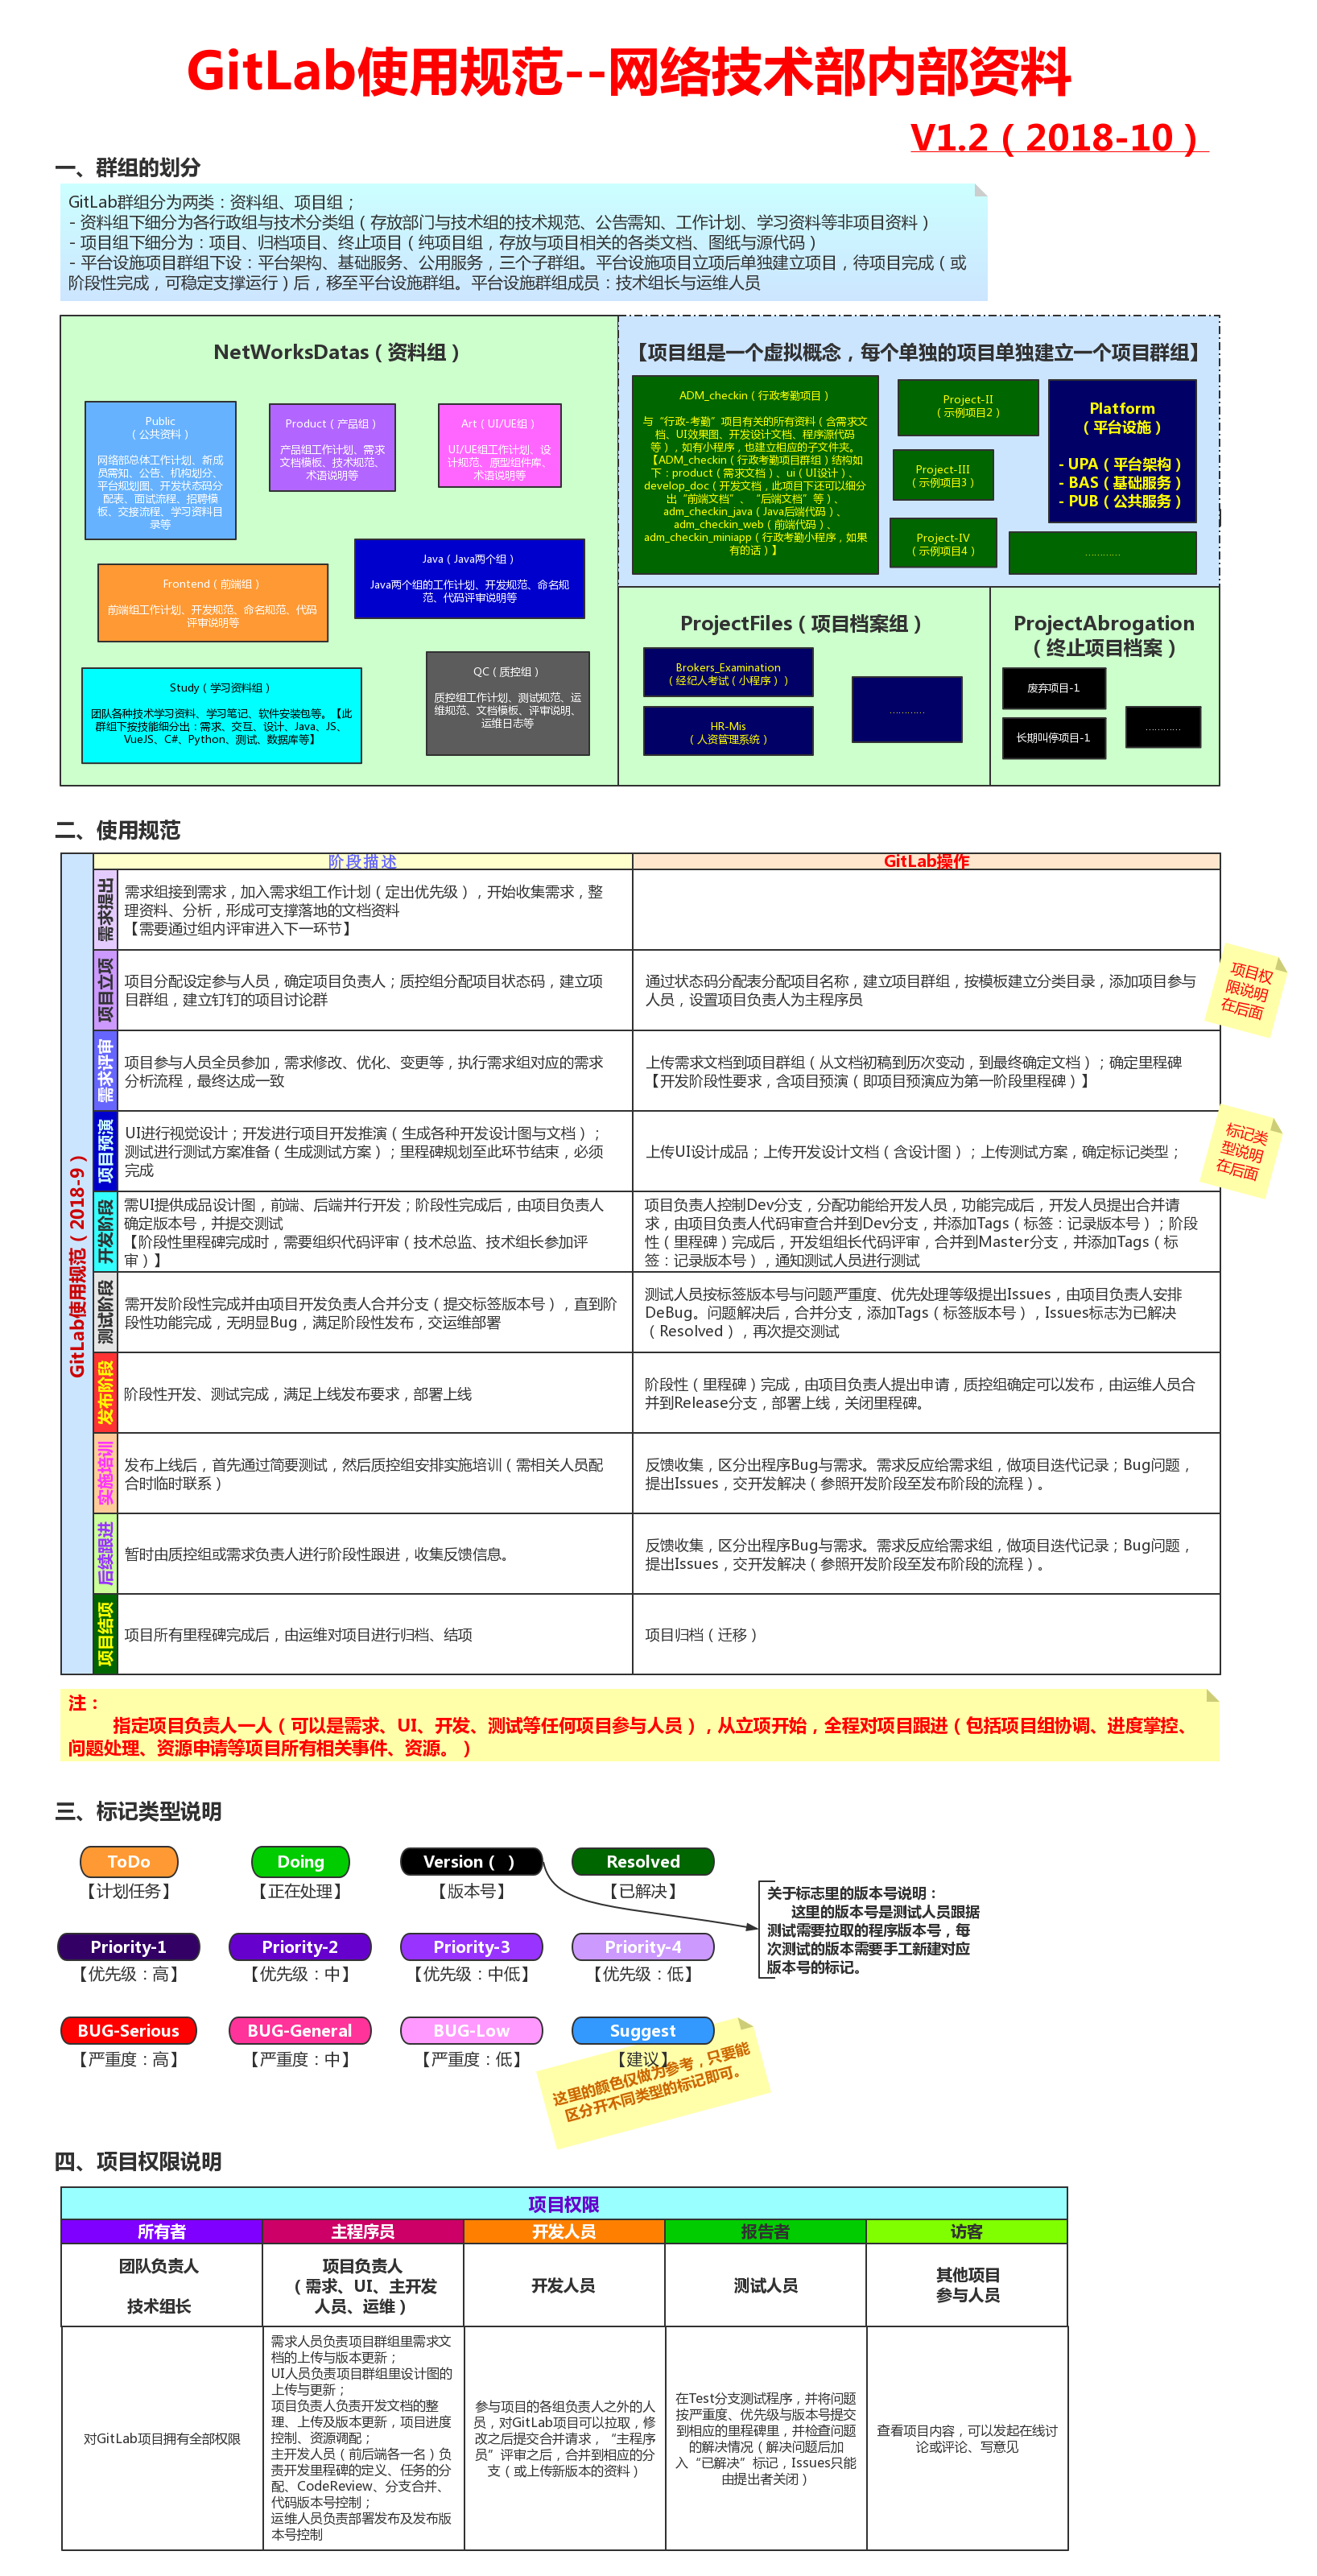 GitLab使用规范--网络技术部内部资料
V1.2（2018-10）
一、群组的划分
GitLab群组分为两类：资料组、项目组；
- 资料组下细分为各行政组与技术分类组（存放部门与技术组的技术规范、公告需知、工作计划、学习资料等非项目资料）
- 项目组下细分为：项目、归档项目、终止项目（纯项目组，存放与项目相关的各类文档、图纸与源代码）
- 平台设施项目群组下设：平台架构、基础服务、公用服务，三个子群组。平台设施项目立项后单独建立项目，待项目完成（或
阶段性完成，可稳定支撑运行）后，移至平台设施群组。平台设施群组成员：技术组长与运维人员
NetWorksDatas（资料组）
Public
（公共资料）
网络部总体工作计划、新成
员需知、公告、机构划分、
平台规划图、开发状态码分
配表、面试流程、招聘模
板、交接流程、学习资料目
录等
Product（产品组）
产品组工作计划、需求
文档模板、技术规范、
术语说明等
Art（UI/UE组）
UI/UE组工作计划、设
计规范、原型组件库、
术语说明等
Frontend（前端组）
前端组工作计划、开发规范、命名规范、代码
评审说明等
Java（Java两个组）
Java两个组的工作计划、开发规范、命名规
范、代码评审说明等
Study（学习资料组）
团队各种技术学习资料、学习笔记、软件安装包等。【此
群组下按技能细分出：需求、交互、设计、Java、JS、
VueJS、C#、Python、测试、数据库等】
QC（质控组）
质控组工作计划、测试规范、运
维规范、文档模板、评审说明、
运维日志等
【项目组是一个虚拟概念，每个单独的项目单独建立一个项目群组】
ADM_checkin（行政考勤项目）
与“行政-考勤”项目有关的所有资料（含需求文
档、UI效果图、开发设计文档、程序源代码
等），如有小程序，也建立相应的子文件夹。
【ADM_checkin（行政考勤项目群组）结构如
下：product（需求文档）、ui（UI设计）、
develop_doc（开发文档，此项目下还可以细分
出“前端文档”、“后端文档”等）、
adm_checkin_java（Java后端代码）、
adm_checkin_web（前端代码）、
adm_checkin_miniapp（行政考勤小程序，如果
有的话）】
Project-II
（示例项目2）
Project-III
（示例项目3）
Project-IV
（示例项目4）
Platform
（平台设施）
- UPA（平台架构）
- BAS（基础服务）
- PUB（公共服务）
…………
ProjectFiles（项目档案组）
Brokers_Examination
（经纪人考试（小程序））
HR-Mis
（人资管理系统）
…………
ProjectAbrogation
（终止项目档案）
废弃项目-1
长期叫停项目-1
…………
二、使用规范
GitLab使用规范（2018-9）
阶段描述
GitLab操作
需求提出
需求组接到需求，加入需求组工作计划（定出优先级），开始收集需求，整
理资料、分析，形成可支撑落地的文档资料
【需要通过组内评审进入下一环节】
项目立项
项目分配设定参与人员，确定项目负责人；质控组分配项目状态码，建立项
目群组，建立钉钉的项目讨论群
通过状态码分配表分配项目名称，建立项目群组，按模板建立分类目录，添加项目参与
人员，设置项目负责人为主程序员
项目权
限说明
在后面
需求评审
项目参与人员全员参加，需求修改、优化、变更等，执行需求组对应的需求
分析流程，最终达成一致
上传需求文档到项目群组（从文档初稿到历次变动，到最终确定文档）；确定里程碑
【开发阶段性要求，含项目预演（即项目预演应为第一阶段里程碑）】
项目预演
UI进行视觉设计；开发进行项目开发推演（生成各种开发设计图与文档）；
测试进行测试方案准备（生成测试方案）；里程碑规划至此环节结束，必须
完成
上传UI设计成品；上传开发设计文档（含设计图）；上传测试方案，确定标记类型；
标记类
型说明
在后面
开发阶段
需UI提供成品设计图，前端、后端并行开发；阶段性完成后，由项目负责人
确定版本号，并提交测试
【阶段性里程碑完成时，需要组织代码评审（技术总监、技术组长参加评
审）】
项目负责人控制Dev分支，分配功能给开发人员，功能完成后，开发人员提出合并请
求，由项目负责人代码审查合并到Dev分支，并添加Tags（标签：记录版本号）；阶段
性（里程碑）完成后，开发组组长代码评审，合并到Master分支，并添加Tags（标
签：记录版本号），通知测试人员进行测试
测试阶段
需开发阶段性完成并由项目开发负责人合并分支（提交标签版本号），直到阶
段性功能完成，无明显Bug，满足阶段性发布，交运维部署
测试人员按标签版本号与问题严重度、优先处理等级提出Issues，由项目负责人安排
DeBug。问题解决后，合并分支，添加Tags（标签版本号），Issues标志为已解决
（Resolved），再次提交测试
发布阶段
阶段性开发、测试完成，满足上线发布要求，部署上线
阶段性（里程碑）完成，由项目负责人提出申请，质控组确定可以发布，由运维人员合
并到Release分支，部署上线，关闭里程碑。
实施培训
发布上线后，首先通过简要测试，然后质控组安排实施培训（需相关人员配
合时临时联系）
反馈收集，区分出程序Bug与需求。需求反应给需求组，做项目迭代记录；Bug问题，
提出Issues，交开发解决（参照开发阶段至发布阶段的流程）。
后续跟进
暂时由质控组或需求负责人进行阶段性跟进，收集反馈信息。
反馈收集，区分出程序Bug与需求。需求反应给需求组，做项目迭代记录；Bug问题，
提出Issues，交开发解决（参照开发阶段至发布阶段的流程）。
项目结项
项目所有里程碑完成后，由运维对项目进行归档、结项
项目归档（迁移）
注：
指定项目负责人一人（可以是需求、UI、开发、测试等任何项目参与人员），从立项开始，全程对项目跟进（包括项目组协调、进度掌控、
问题处理、资源申请等项目所有相关事件、资源。）
三、标记类型说明
ToDo
Doing
Version（ ）
Resolved
【计划任务】
【正在处理】
【版本号】
【已解决】
关于标志里的版本号说明：
这里的版本号是测试人员跟据
测试需要拉取的程序版本号，每
次测试的版本需要手工新建对应
版本号的标记。
Priority-1
Priority-2
Priority-3
Priority-4
【优先级：高】
【优先级：中】
【优先级：中低】
【优先级：低】
BUG-Serious
BUG-General
BUG-Low
Suggest
【严重度：高】
【严重度：中】
【严重度：低】
【建议】
这里的颜色仅做为参考，只要能
区分开不同类型的标记即可。
四、项目权限说明
项目权限
所有者
主程序员
开发人员
报告者
访客
团队负责人
技术组长
项目负责人
（需求、UI、主开发
人员、运维）
开发人员
测试人员
其他项目
参与人员
对GitLab项目拥有全部权限
需求人员负责项目群组里需求文
档的上传与版本更新；
UI人员负责项目群组里设计图的
上传与更新；
项目负责人负责开发文档的整
理、上传及版本更新，项目进度
控制、资源调配；
主开发人员（前后端各一名）负
责开发里程碑的定义、任务的分
配、CodeReview、分支合并、
代码版本号控制；
运维人员负责部署发布及发布版
本号控制
参与项目的各组负责人之外的人
员，对GitLab项目可以拉取，修
改之后提交合并请求，“主程序
员”评审之后，合并到相应的分
支（或上传新版本的资料）
在Test分支测试程序，并将问题
按严重度、优先级与版本号提交
到相应的里程碑里，并检查问题
的解决情况（解决问题后加
入“已解决”标记，Issues只能
由提出者关闭）
查看项目内容，可以发起在线讨
论或评论、写意见